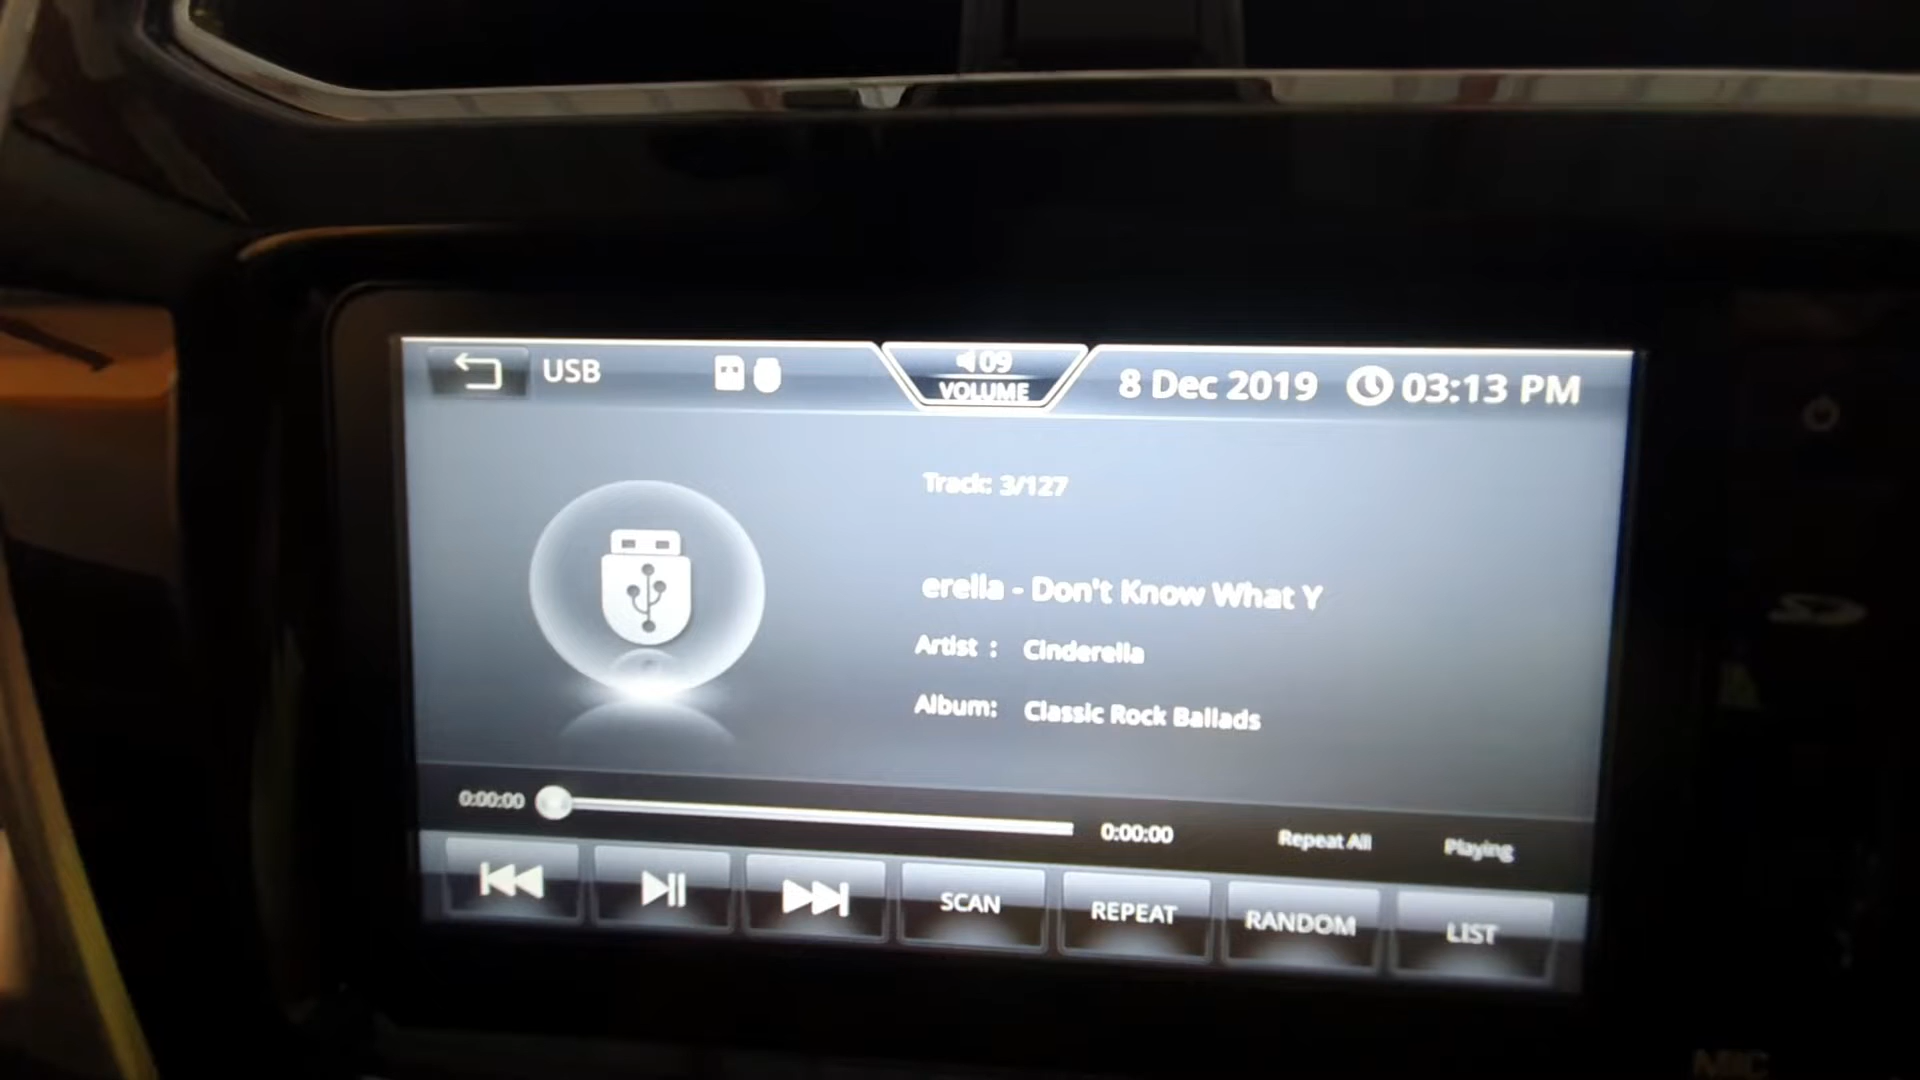 USB
09
VOLUME
8 Dec 2019
03:13 PM
Track: 3/127
erella - Don't Know What Y
Artist : Cinderella
Album: Classic Rock Ballads
0:00:00
0:00:00
Repeat All
Playing
SCAN
REPEAT
RANDOM
LIST
MIC